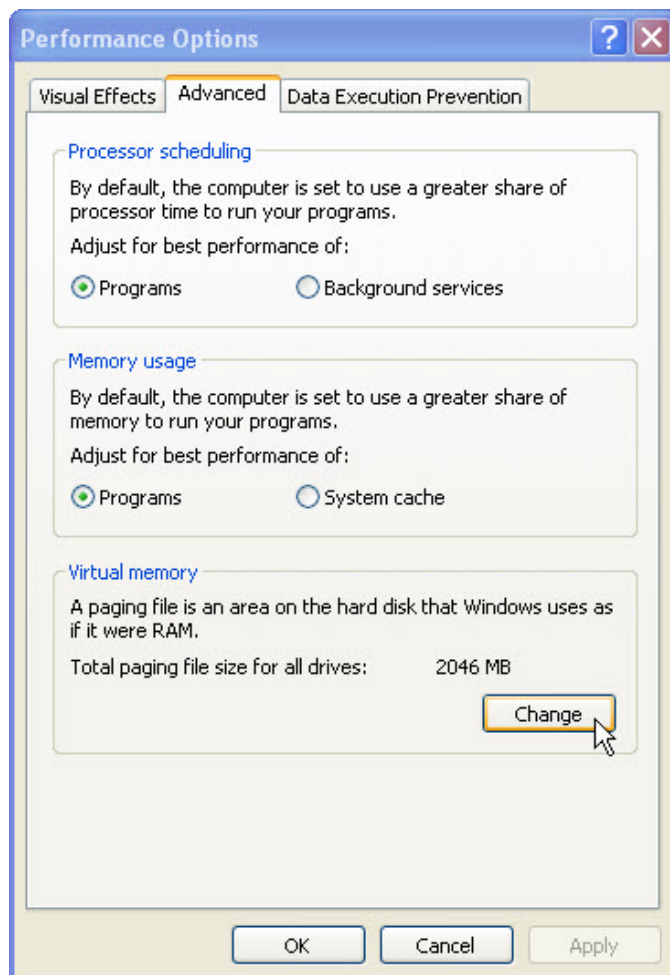 Performance Options
Visual Effects
Advanced
Data Execution Prevention
Processor scheduling
By default, the computer is set to use a greater share of
processor time to run your programs.
Adjust for best performance of:
Programs
Background services
Memory usage
By default, the computer is set to use a greater share of
memory to run your programs.
Adjust for best performance of:
Programs
System cache
Virtual memory
A paging file is an area on the hard disk that Windows uses as
if it were RAM.
Total paging file size for all drives:
2046 MB
Change
OK
Cancel
Apply